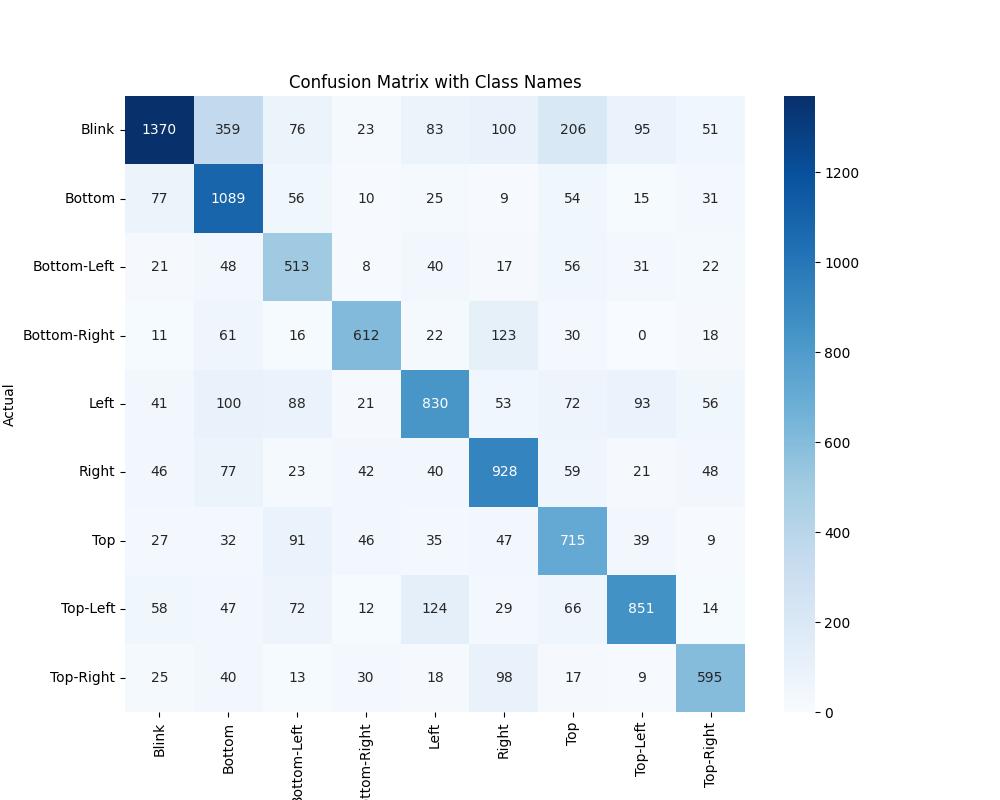 Confusion Matrix with Class Names
Blink 1370 359 76 23 83 100 206 95 51
Bottom 77 1089 56 10 25 9 54 15 31
Bottom-Left 21 48 513 8 40 17 56 31 22
Bottom-Right 11 61 16 612 22 123 30 0 18
Left 41 100 88 21 830 53 72 93 56
Right 46 77 23 42 40 928 59 21 48
Top 27 32 91 46 35 47 715 39 9
Top-Left 58 47 72 12 124 29 66 851 14
Top-Right 25 40 13 30 18 98 17 9 595
Actual
Blink Bottom ottom-Left ttom-Right Left Right Top Top-Left Top-Right
1200
1000
800
600
400
200
0